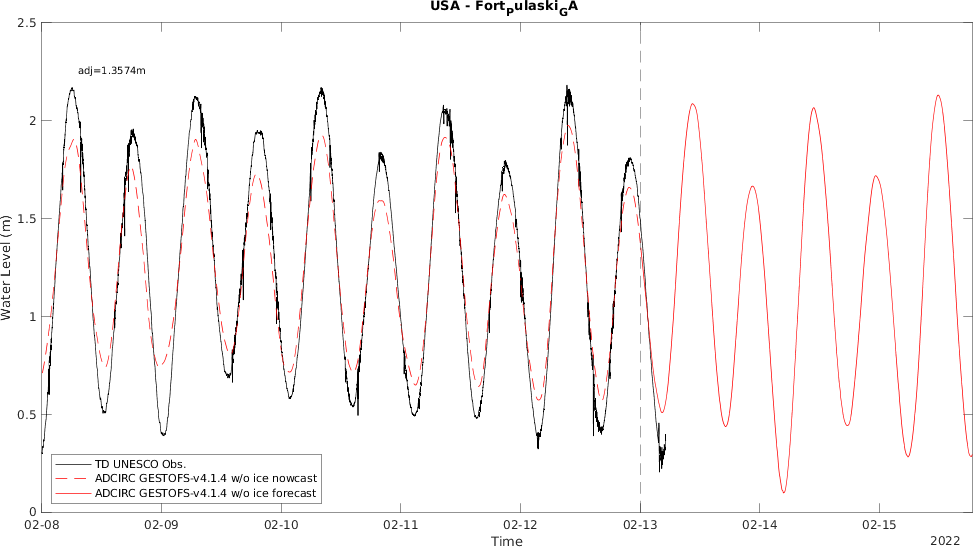 USA - FortPulaskiGA
2.5
adj=1.3574m
2
1.5
Water Level (m)
1
0.5
TD UNESCO Obs.
ADCIRC GESTOFS-v4.1.4 w/o ice nowcast
ADCIRC GESTOFS-v4.1.4 w/o ice forecast
0
02-08 02-09 02-10 02-11 02-12 02-13 02-14 02-15
Time
2022